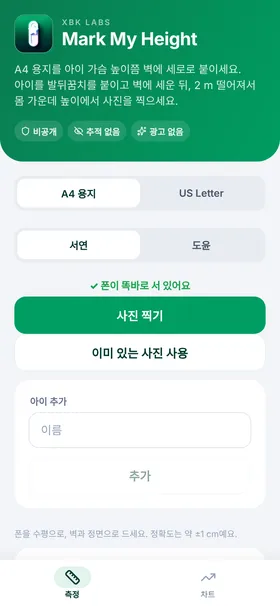 XBK LABS
Mark My Height
A4 용지를 아이 가슴 높이쯤 벽에 세로로 붙이세요.
아이를 발뒤꿈치를 붙이고 벽에 세운 뒤, 2 m 떨어져서
몸 가운데 높이에서 사진을 찍으세요.
비공개 추적 없음 광고 없음
A4 용지 US Letter
서연 도윤
✓ 폰이 똑바로 서 있어요
사진 찍기
이미 있는 사진 사용
아이 추가
이름
추가
폰을 수평으로, 벽과 정면으로 드세요. 정확도는 약 ±1 cm예요.
측정 차트